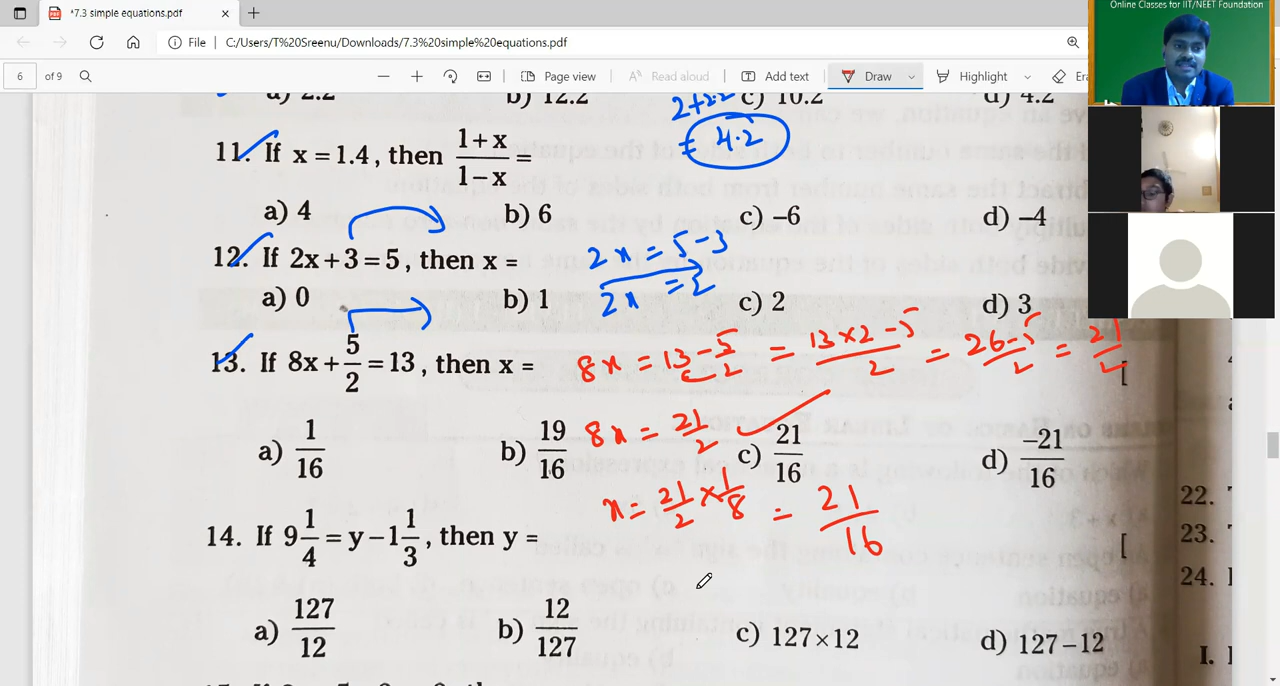 *7.3 simple equations.pdf
File C:/Users/T%20Sreenu/Downloads/7.3%20simple%20equations.pdf
6 of 9 Page view Read aloud Add text Draw Highlight Era
Online Classes for IIT/NEET Foundation
a) 2.2 b) 12.2 c) 10.2 d) 4.2
2+2.2
= 4.2
11. If x = 1.4, then (1+x)/(1−x) =
a) 4 b) 6 c) −6 d) −4
12. If 2x + 3 = 5, then x =
2x = 5 − 3
2x = 2
a) 0 b) 1 c) 2 d) 3
13. If 8x + 5/2 = 13, then x =
8x = 13 − 5/2 = (13 × 2 − 5)/2 = (26 − 5)/2 = 21/2
[
8x = 21/2
a) 1/16 b) 19/16 c) 21/16 d) −21/16
x = 21/2 × 1/8 = 21/16
14. If 9 1/4 = y − 1 1/3, then y =
[
a) 127/12 b) 12/127 c) 127×12 d) 127−12
22.
23.
24.
I.